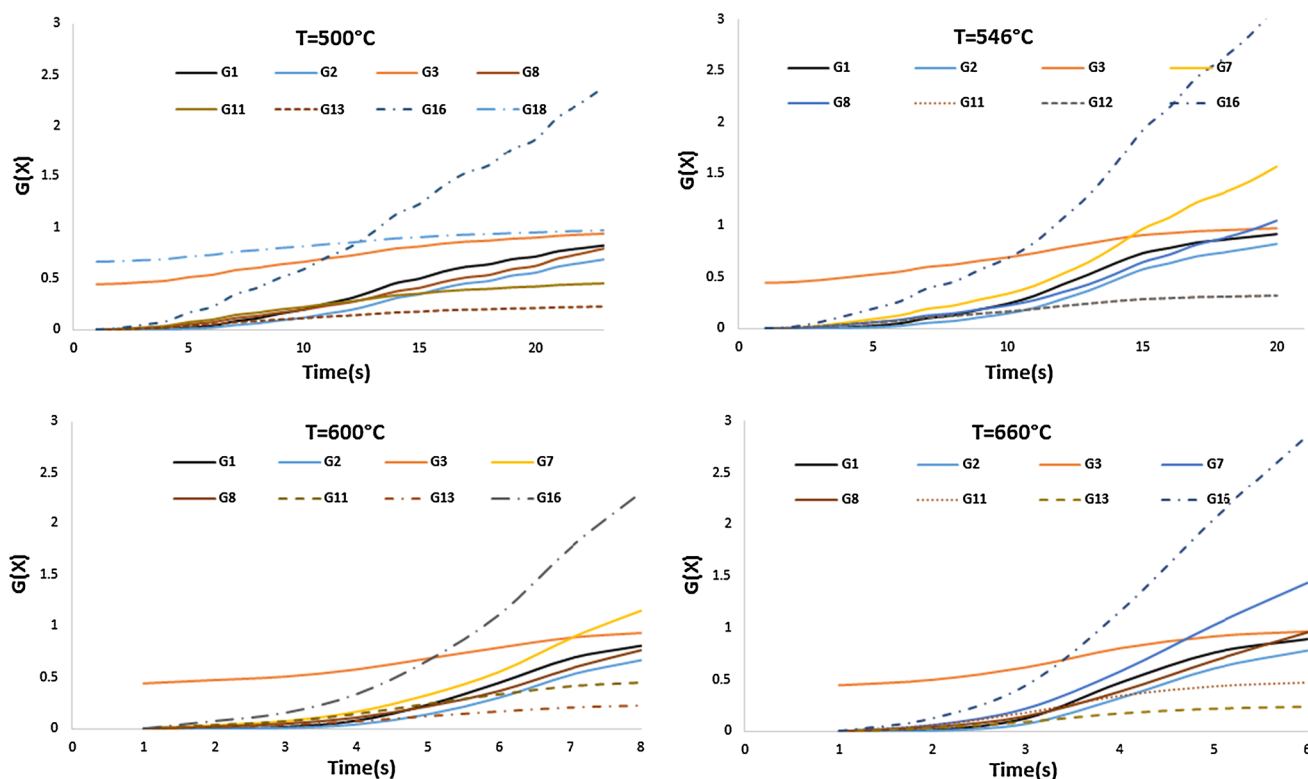 T=500°C
G1 G2 G3 G8
G11 G13 G16 G18
3
2.5
2
1.5
1
0.5
0
G(X)
0 5 10 15 20
Time(s)
T=546°C
G1 G2 G3 G7
G8 G11 G12 G16
3
2.5
2
1.5
1
0.5
0
G(X)
0 5 10 15 20
Time(s)
T=600°C
G1 G2 G3 G7
G8 G11 G13 G16
3
2.5
2
1.5
1
0.5
0
G(X)
0 1 2 3 4 5 6 7 8
Time(s)
T=660°C
G1 G2 G3 G7
G8 G11 G13 G16
3
2.5
2
1.5
1
0.5
0
G(X)
0 1 2 3 4 5 6
Time(s)